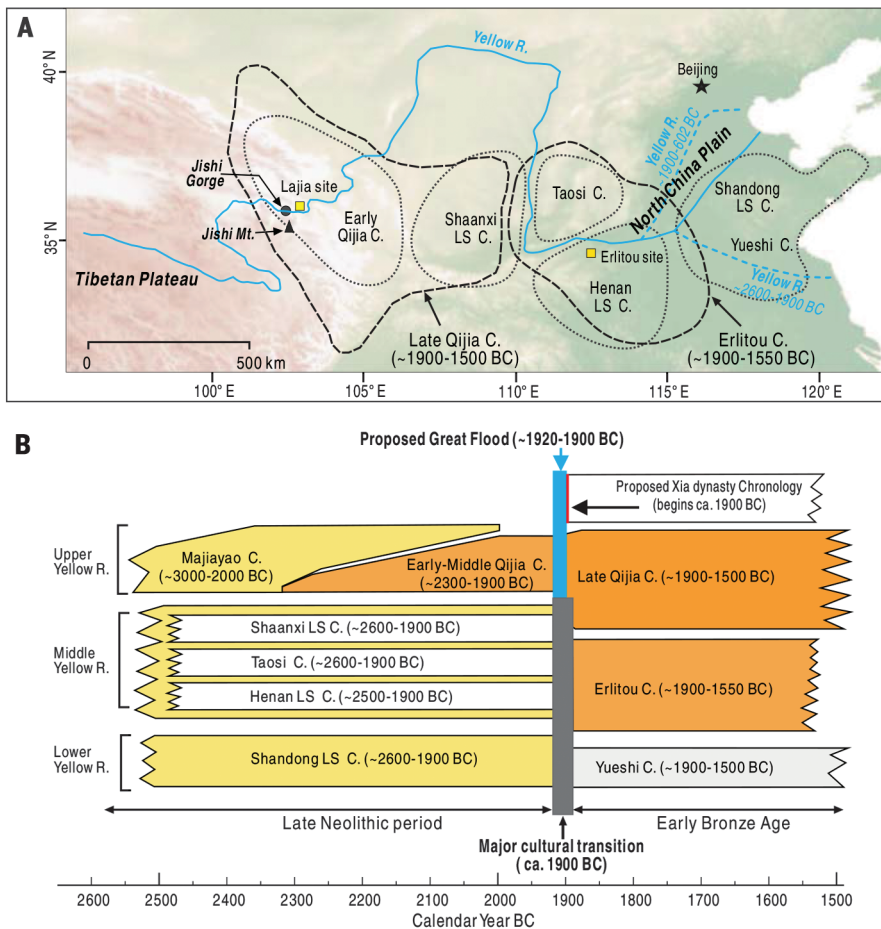 A
Yellow R.
40° N
Beijing
Yellow R.
1900-602 BC
North China Plain
Jishi
Gorge
Lajia site
Taosi C.
Shandong
LS C.
Early
Qijia C.
Shaanxi
LS C.
Jishi Mt.
35° N
Yueshi C.
Erlitou site
Tibetan Plateau
Henan
LS C.
Yellow R.
~2600-1900 BC
0
500 km
Late Qijia C.
(~1900-1500 BC)
Erlitou C.
(~1900-1550 BC)
100° E
105° E
110° E
115° E
120° E
B
Proposed Great Flood (~1920-1900 BC)
Proposed Xia dynasty Chronology
(begins ca. 1900 BC)
Upper
Yellow R.
Majiayao C.
(~3000-2000 BC)
Early-Middle Qijia C.
(~2300-1900 BC)
Late Qijia C. (~1900-1500 BC)
Middle
Yellow R.
Shaanxi LS C. (~2600-1900 BC)
Taosi C. (~2600-1900 BC)
Henan LS C. (~2500-1900 BC)
Erlitou C. (~1900-1550 BC)
Lower
Yellow R.
Shandong LS C. (~2600-1900 BC)
Yueshi C. (~1900-1500 BC)
Late Neolithic period
Early Bronze Age
Major cultural transition
( ca. 1900 BC)
2600 2500 2400 2300 2200 2100 2000 1900 1800 1700 1600 1500
Calendar Year BC